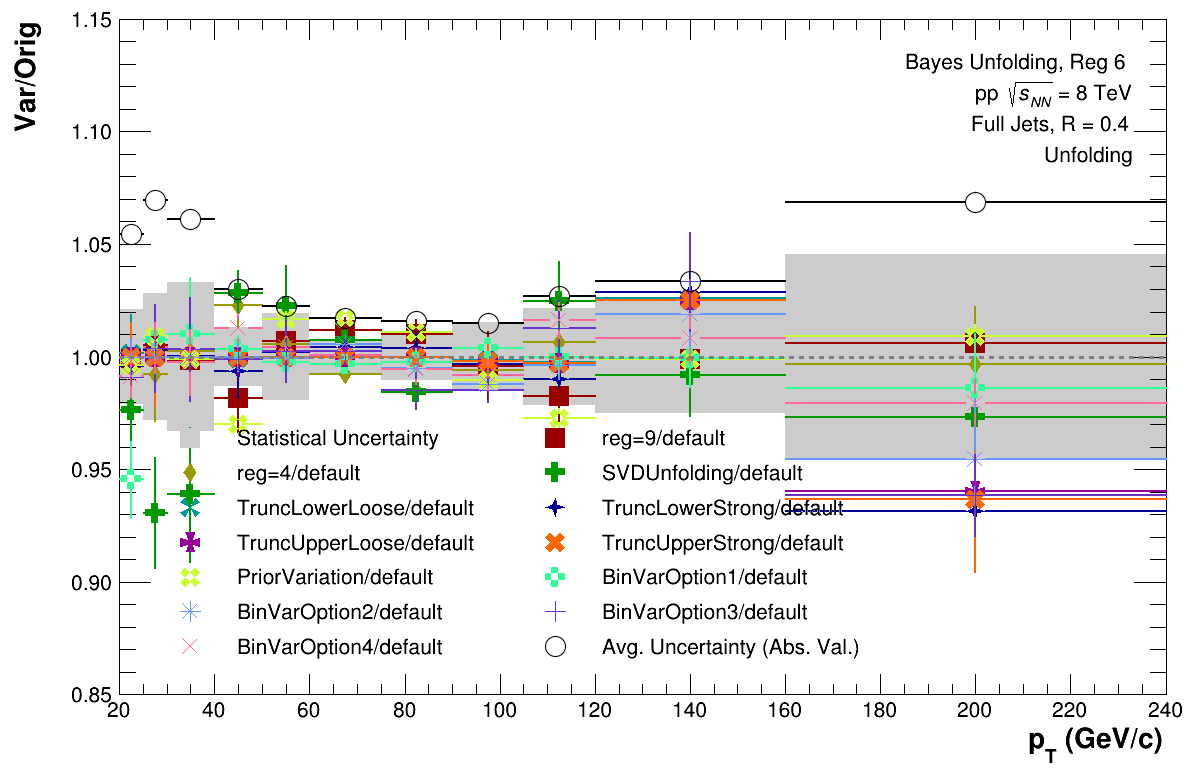 Var/Orig
1.15
1.10
1.05
1.00
0.95
0.90
0.85
Bayes Unfolding, Reg 6
pp √s_NN = 8 TeV
Full Jets, R = 0.4
Unfolding
Statistical Uncertainty
reg=9/default
reg=4/default
SVDUnfolding/default
TruncLowerLoose/default
TruncLowerStrong/default
TruncUpperLoose/default
TruncUpperStrong/default
PriorVariation/default
BinVarOption1/default
BinVarOption2/default
BinVarOption3/default
BinVarOption4/default
Avg. Uncertainty (Abs. Val.)
20 40 60 80 100 120 140 160 180 200 220 240
p_T (GeV/c)